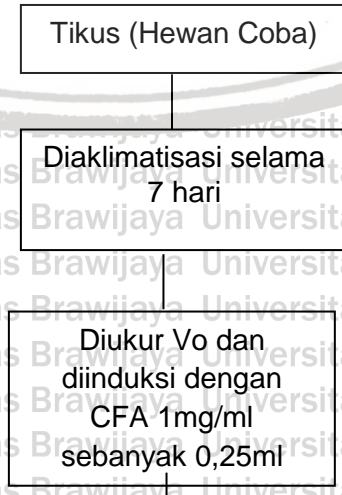 Tikus (Hewan Coba)
Diaklimatisasi selama
7 hari
Diukur Vo dan
diinduksi dengan
CFA 1mg/ml
sebanyak 0,25ml